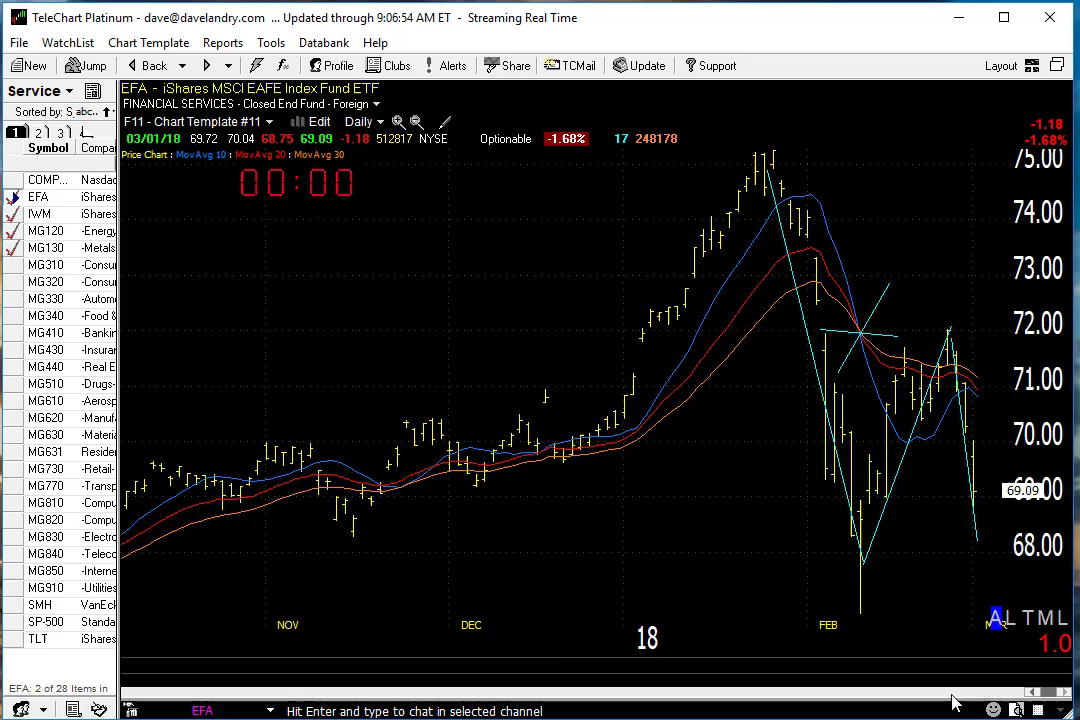 TeleChart Platinum - dave@davelandry.com ... Updated through 9:06:54 AM ET - Streaming Real Time
File WatchList Chart Template Reports Tools Databank Help
New Jump Back Profile Clubs Alerts Share TCMail Update Support Layout
Service
EFA - iShares MSCI EAFE Index Fund ETF
FINANCIAL SERVICES - Closed End Fund - Foreign
Sorted by: S, abc..
F11 - Chart Template #11 Edit Daily
1 2 3
03/01/18 69.72 70.04 68.75 69.09 -1.18 512817 NYSE Optionable -1.68% 17 248178
-1.18
-1.68%
Symbol Compa
Price Chart : MovAvg 10 : MovAvg 20 : MovAvg 30
00:00
COMP... Nasda
EFA iShares
IWM iShares
MG120 -Energy
MG130 -Metals
MG310 -Consu
MG320 -Consu
MG330 -Autom
MG340 -Food &
MG410 -Bankin
MG430 -Insurar
MG440 -Real E
MG510 -Drugs-
MG610 -Aerosp
MG620 -Manuf
MG630 -Materia
MG631 Reside
MG730 -Retail-
MG770 -Transp
MG810 -Compu
MG820 -Compu
MG830 -Electro
MG840 -Teleco
MG850 -Interne
MG910 -Utilities
SMH VanEck
SP-500 Standa
TLT iShares
75.00
74.00
73.00
72.00
71.00
70.00
69.09
68.00
NOV DEC 18 FEB
A L T M L
1.0
EFA: 2 of 28 Items in
EFA Hit Enter and type to chat in selected channel